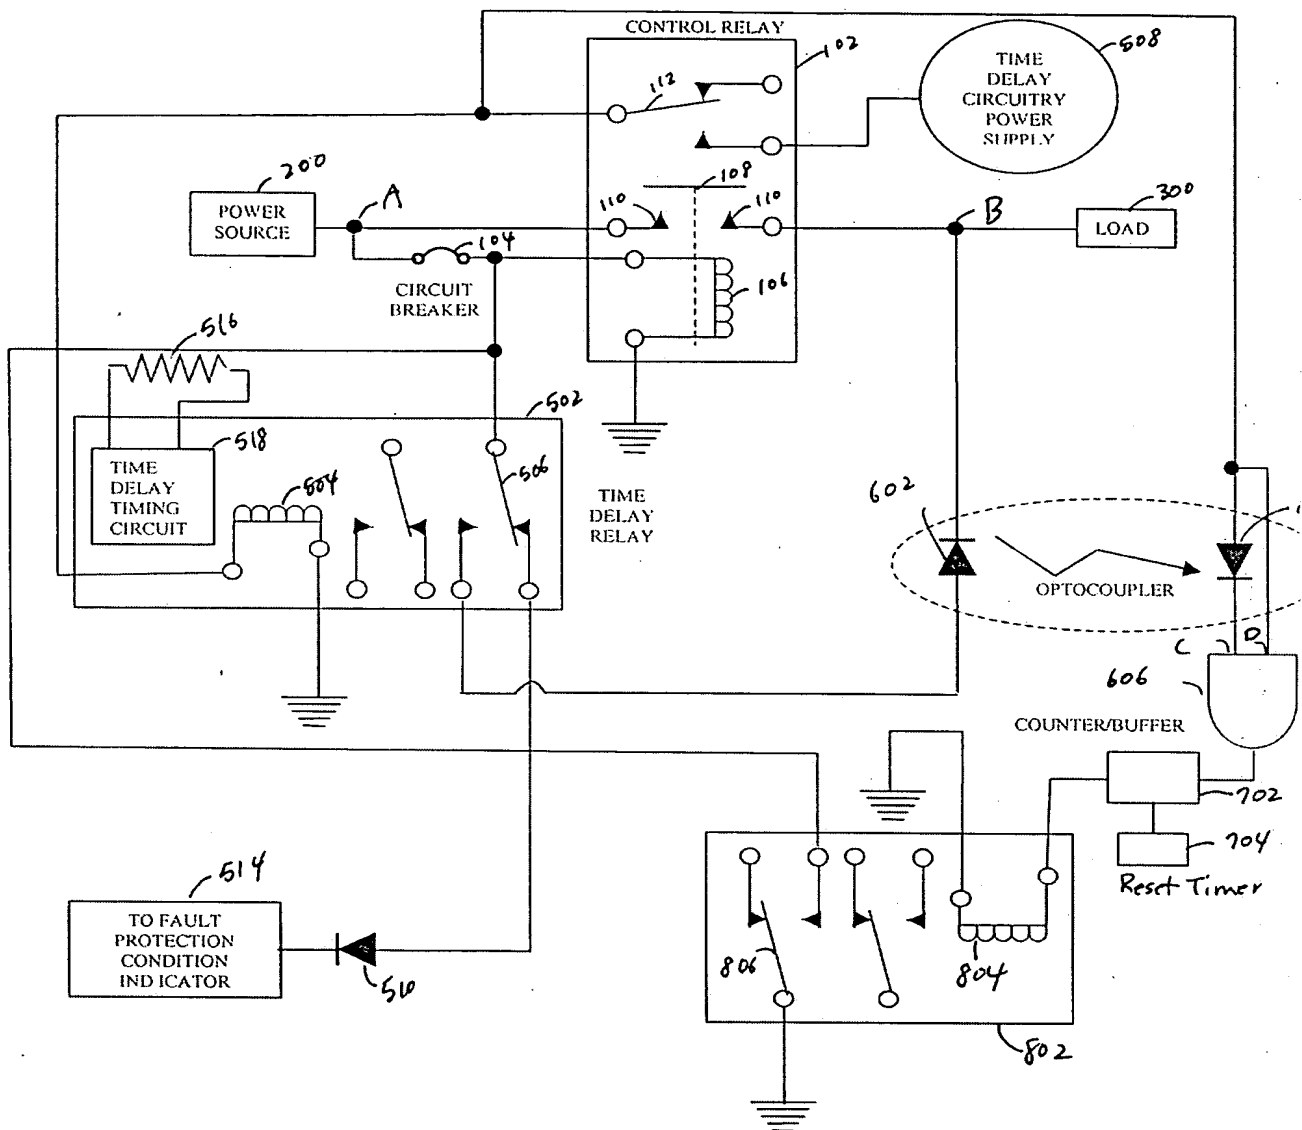 CONTROL RELAY
102
508
TIME
DELAY
CIRCUITRY
POWER
SUPPLY
112
200
A
POWER
SOURCE
108
110
110
B
300
LOAD
104
CIRCUIT
BREAKER
106
516
502
518
TIME
DELAY
TIMING
CIRCUIT
504
506
TIME
DELAY
RELAY
602
OPTOCOUPLER
C
D
606
COUNTER/BUFFER
702
704
Reset Timer
514
TO FAULT
PROTECTION
CONDITION
INDICATOR
510
806
804
802